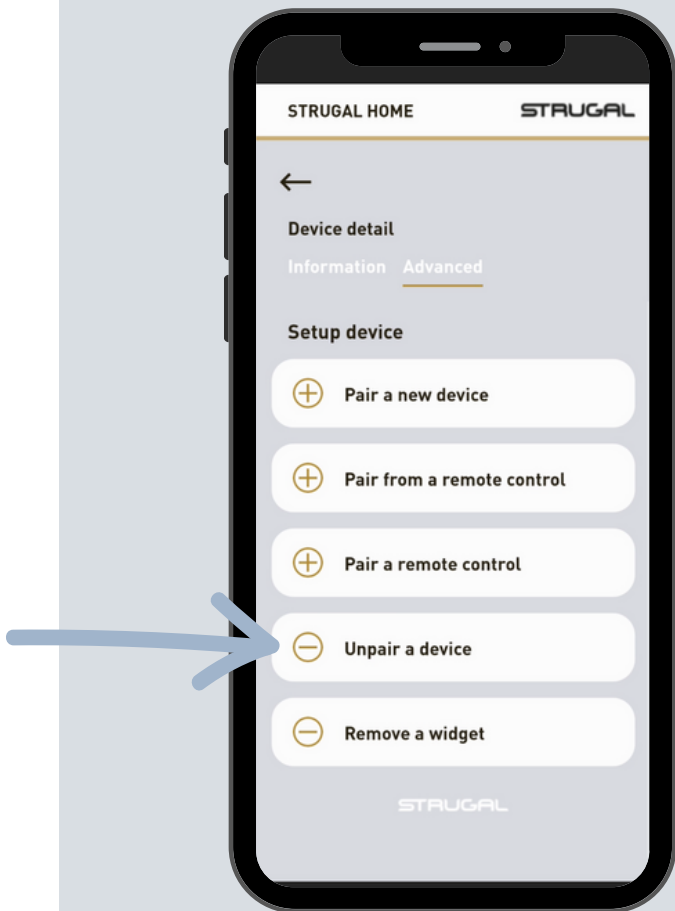 STRUGAL HOME STRUGAL
Device detail
Information Advanced
Setup device
Pair a new device
Pair from a remote control
Pair a remote control
Unpair a device
Remove a widget
STRUGAL